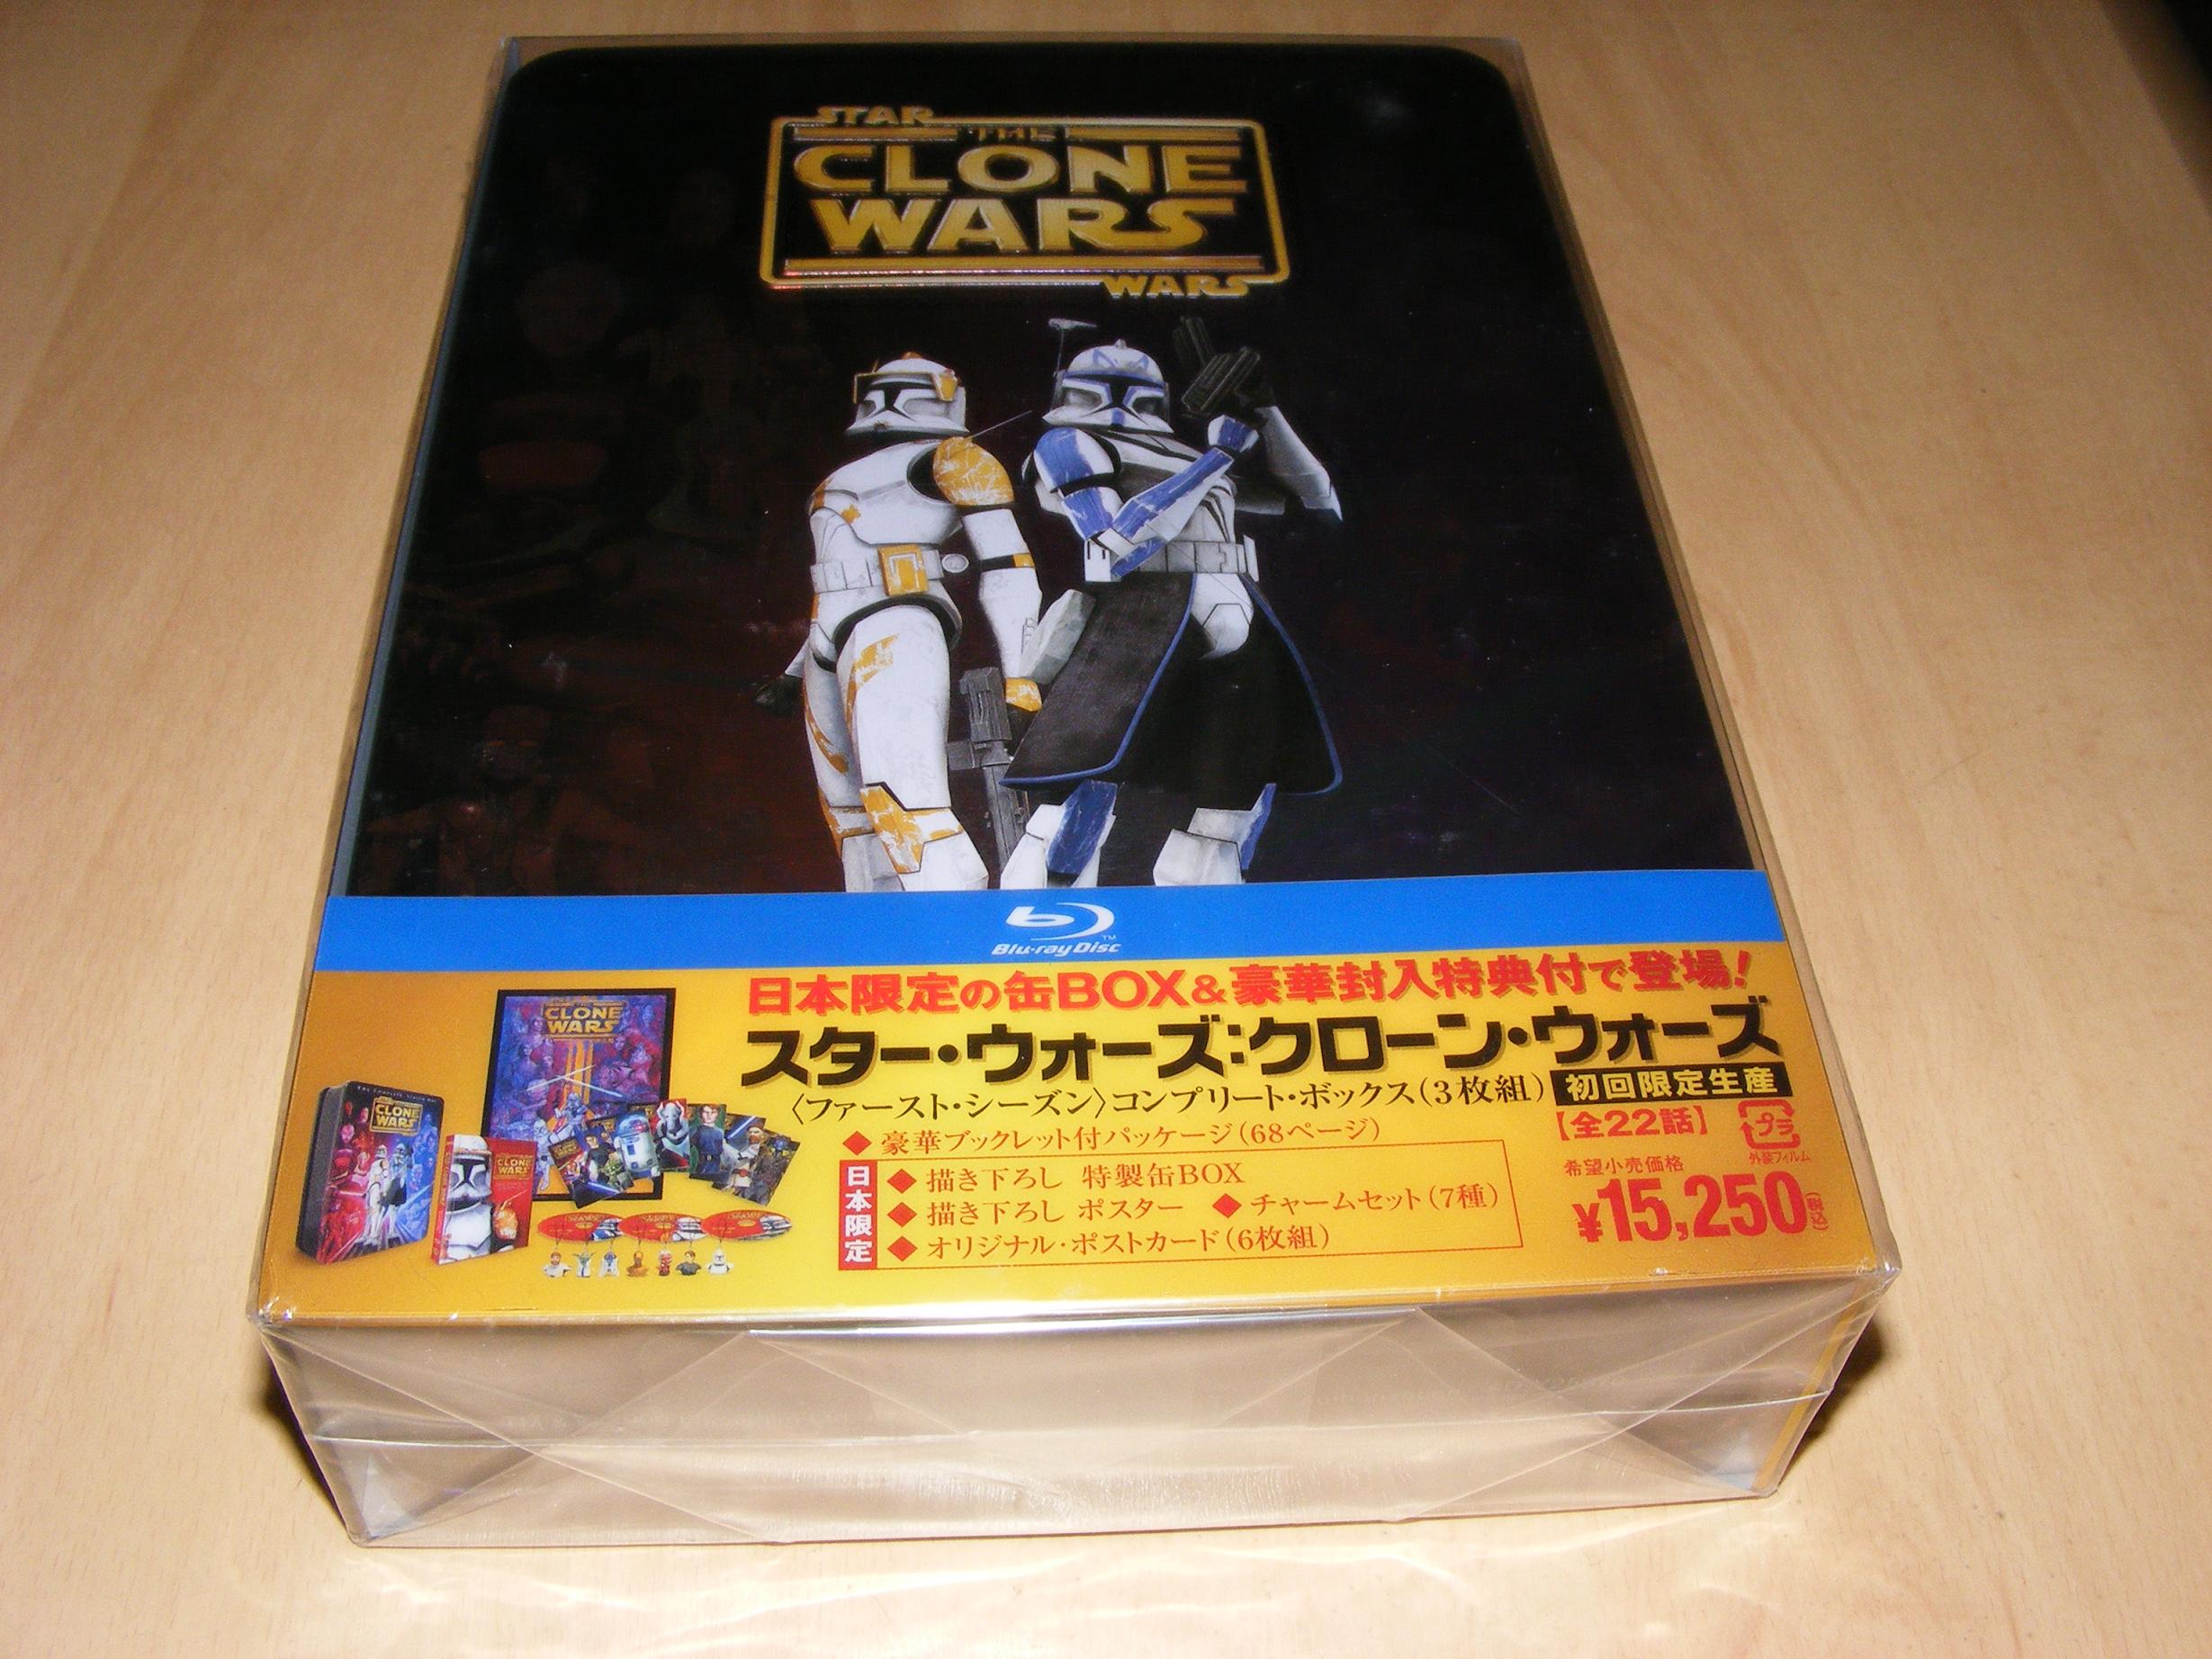 STAR
THE
CLONE
WARS
WARS
Blu-ray Disc™
日本限定の缶BOX&豪華封入特典付で登場!
スター・ウォーズ:クローン・ウォーズ
〈ファースト・シーズン〉コンプリート・ボックス(3枚組) 初回限定生産
【全22話】
プラ
外装フィルム
◆豪華ブックレット付パッケージ(68ページ)
日本限定
◆描き下ろし 特製缶BOX
◆描き下ろし ポスター ◆チャームセット(7種)
◆オリジナル・ポストカード(6枚組)
希望小売価格
¥15,250(税込)
CLONE
WARS
CLONE
WARS
CLONE
WARS